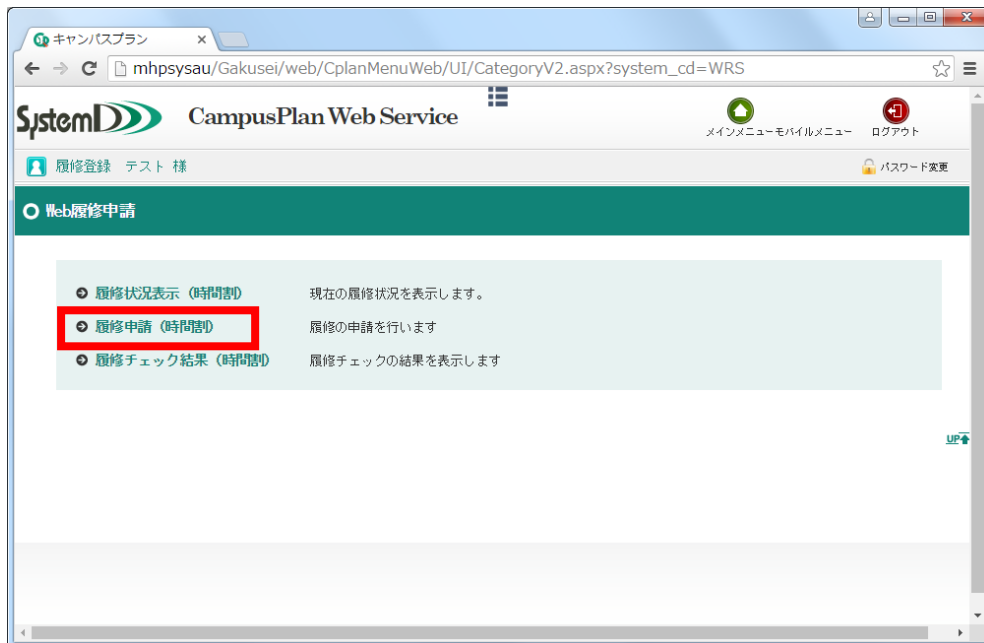 キャンパスプラン
mhpsysau/Gakusei/web/CplanMenuWeb/UI/CategoryV2.aspx?system_cd=WRS
SystemD
CampusPlan Web Service
メインメニュー
モバイルメニュー
ログアウト
履修登録 テスト 様
パスワード変更
Web履修申請
履修状況表示（時間割）
現在の履修状況を表示します。
履修申請（時間割）
履修の申請を行います
履修チェック結果（時間割）
履修チェックの結果を表示します
UP